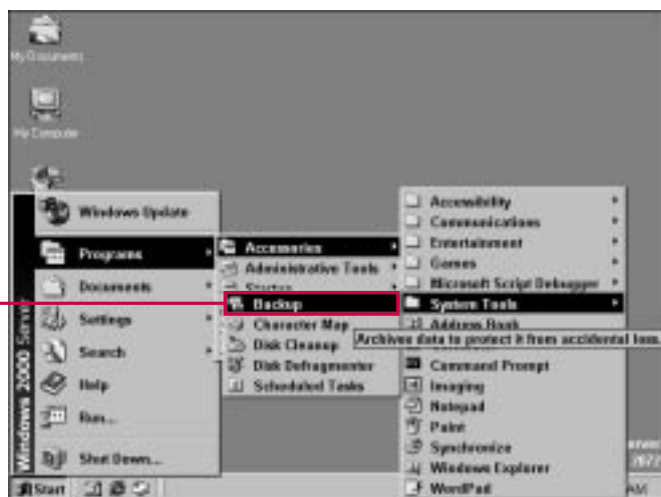 My Documents
My Computer
Windows 2000 Server
Windows Update
Programs
Documents
Settings
Search
Help
Run...
Shut Down...
Accessories
Administrative Tools
Startup
Backup
Character Map
Disk Cleanup
Disk Defragmenter
Scheduled Tasks
Accessibility
Communications
Entertainment
Games
Microsoft Script Debugger
System Tools
Address Book
Archives data to protect it from accidental loss.
Command Prompt
Imaging
Notepad
Paint
Synchronize
Windows Explorer
WordPad
Start
AM